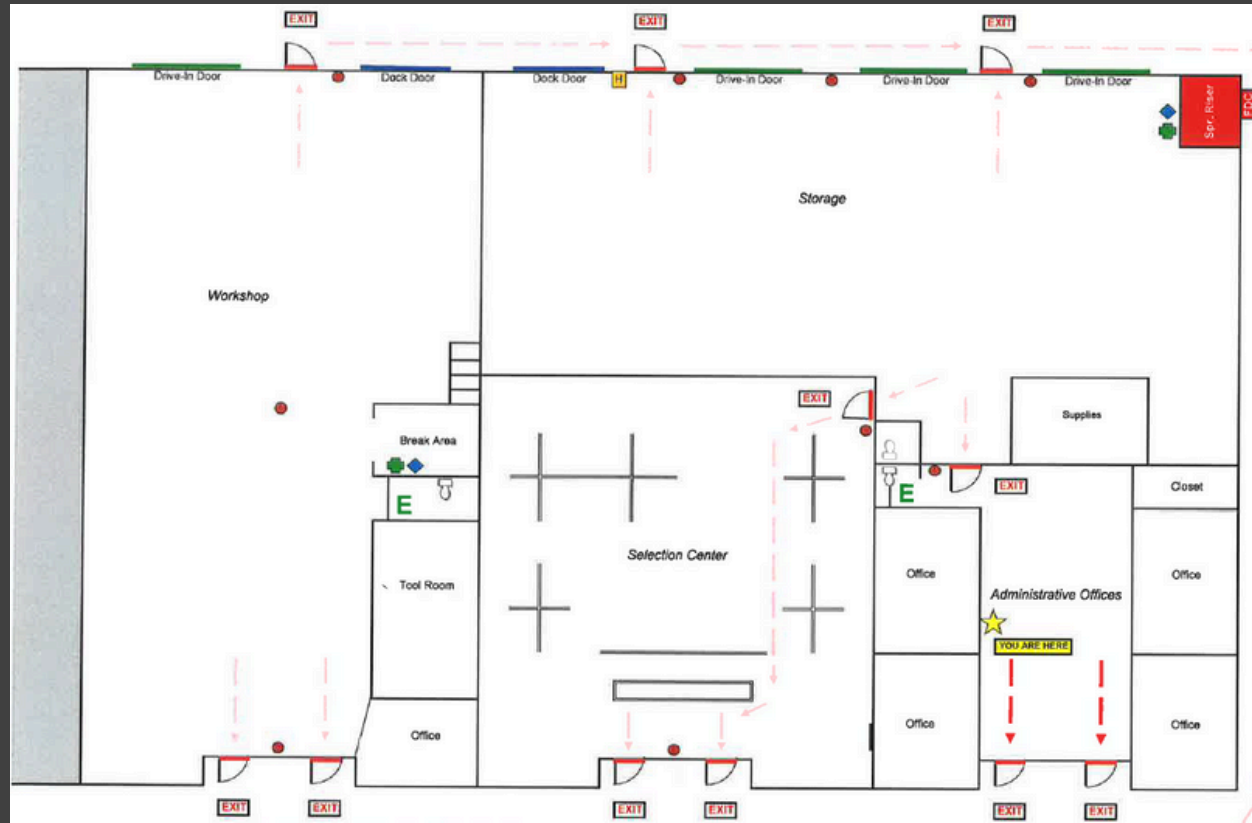 EXIT
EXIT
EXIT
Drive-In Door
Dock Door
Dock Door
H
Drive-In Door
Drive-In Door
Drive-In Door
Spr. Riser
FDC
Storage
Workshop
EXIT
Supplies
Break Area
E
E
EXIT
Closet
Selection Center
Tool Room
Office
Office
Administrative Offices
YOU ARE HERE
Office
Office
Office
EXIT
EXIT
EXIT
EXIT
EXIT
EXIT